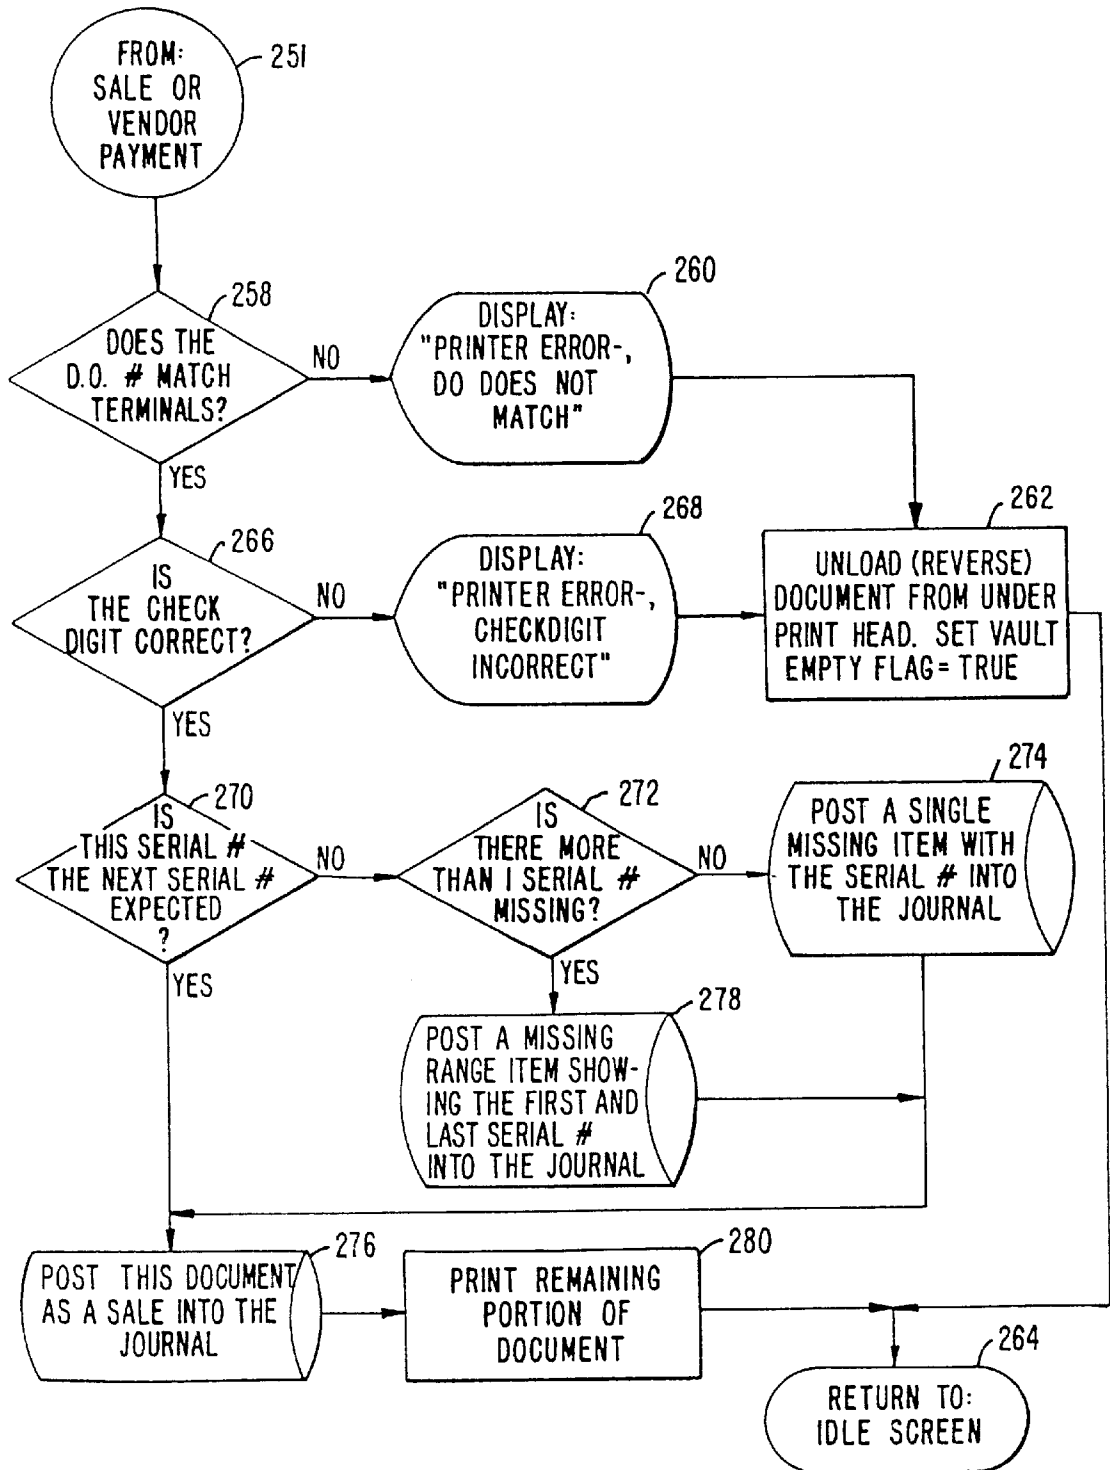 FROM:
SALE OR
VENDOR
PAYMENT
251
DOES THE
D.O. # MATCH
TERMINALS?
258
NO
YES
DISPLAY:
"PRINTER ERROR-,
DO DOES NOT
MATCH"
260
262
UNLOAD (REVERSE)
DOCUMENT FROM UNDER
PRINT HEAD. SET VAULT
EMPTY FLAG = TRUE
266
IS
THE CHECK
DIGIT CORRECT?
NO
YES
268
DISPLAY:
"PRINTER ERROR-,
CHECKDIGIT
INCORRECT"
270
IS
THIS SERIAL #
THE NEXT SERIAL #
EXPECTED
?
NO
YES
272
IS
THERE MORE
THAN 1 SERIAL #
MISSING?
NO
YES
274
POST A SINGLE
MISSING ITEM WITH
THE SERIAL # INTO
THE JOURNAL
278
POST A MISSING
RANGE ITEM SHOW-
ING THE FIRST AND
LAST SERIAL #
INTO THE JOURNAL
276
POST THIS DOCUMENT
AS A SALE INTO THE
JOURNAL
280
PRINT REMAINING
PORTION OF
DOCUMENT
264
RETURN TO:
IDLE SCREEN